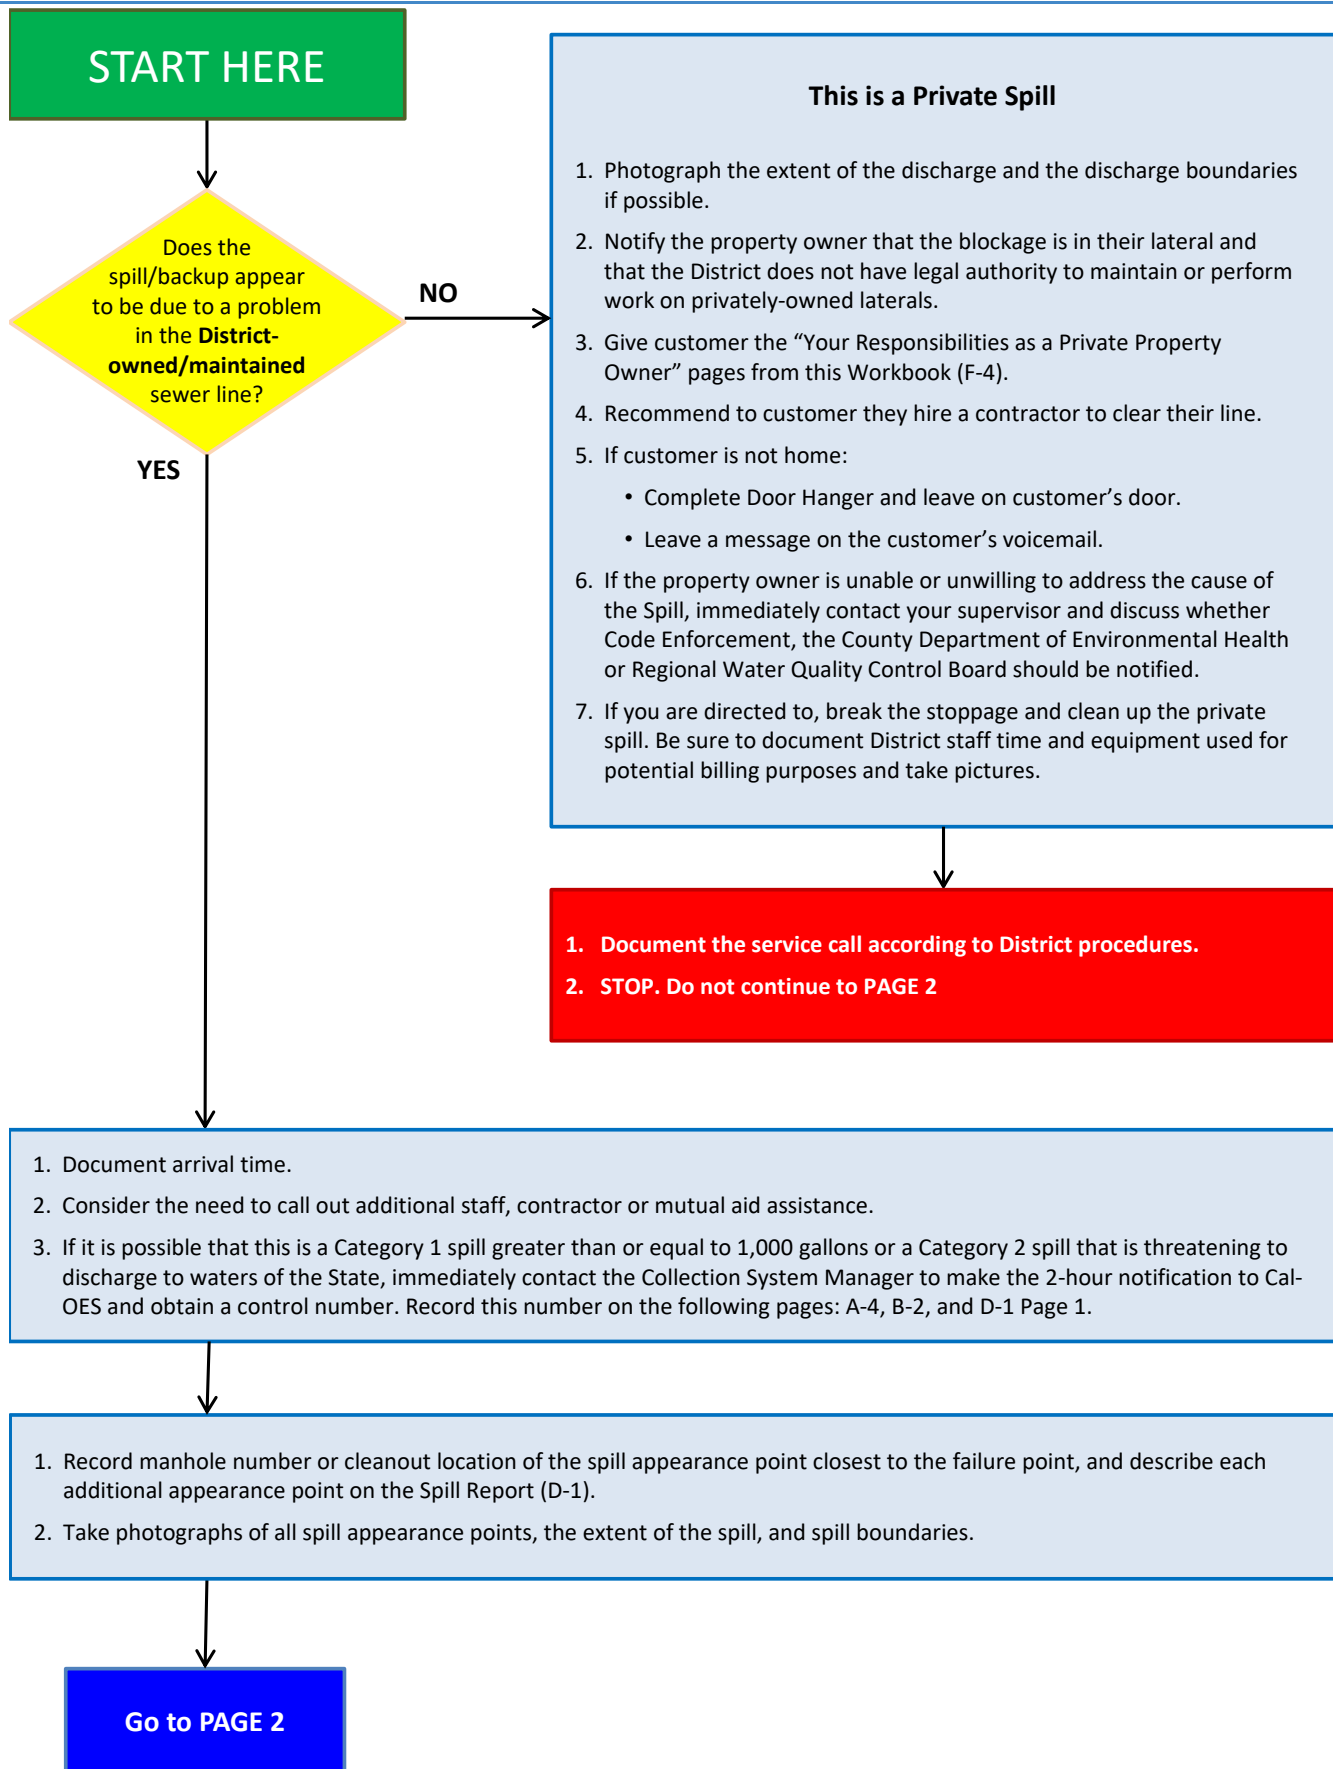 START HERE
Does the
spill/backup appear
to be due to a problem
in the District-
owned/maintained
sewer line?
NO
YES
This is a Private Spill
1. Photograph the extent of the discharge and the discharge boundaries
if possible.
2. Notify the property owner that the blockage is in their lateral and
that the District does not have legal authority to maintain or perform
work on privately-owned laterals.
3. Give customer the “Your Responsibilities as a Private Property
Owner” pages from this Workbook (F-4).
4. Recommend to customer they hire a contractor to clear their line.
5. If customer is not home:
• Complete Door Hanger and leave on customer’s door.
• Leave a message on the customer’s voicemail.
6. If the property owner is unable or unwilling to address the cause of
the Spill, immediately contact your supervisor and discuss whether
Code Enforcement, the County Department of Environmental Health
or Regional Water Quality Control Board should be notified.
7. If you are directed to, break the stoppage and clean up the private
spill. Be sure to document District staff time and equipment used for
potential billing purposes and take pictures.
1. Document the service call according to District procedures.
2. STOP. Do not continue to PAGE 2
1. Document arrival time.
2. Consider the need to call out additional staff, contractor or mutual aid assistance.
3. If it is possible that this is a Category 1 spill greater than or equal to 1,000 gallons or a Category 2 spill that is threatening to
discharge to waters of the State, immediately contact the Collection System Manager to make the 2-hour notification to Cal-
OES and obtain a control number. Record this number on the following pages: A-4, B-2, and D-1 Page 1.
1. Record manhole number or cleanout location of the spill appearance point closest to the failure point, and describe each
additional appearance point on the Spill Report (D-1).
2. Take photographs of all spill appearance points, the extent of the spill, and spill boundaries.
Go to PAGE 2